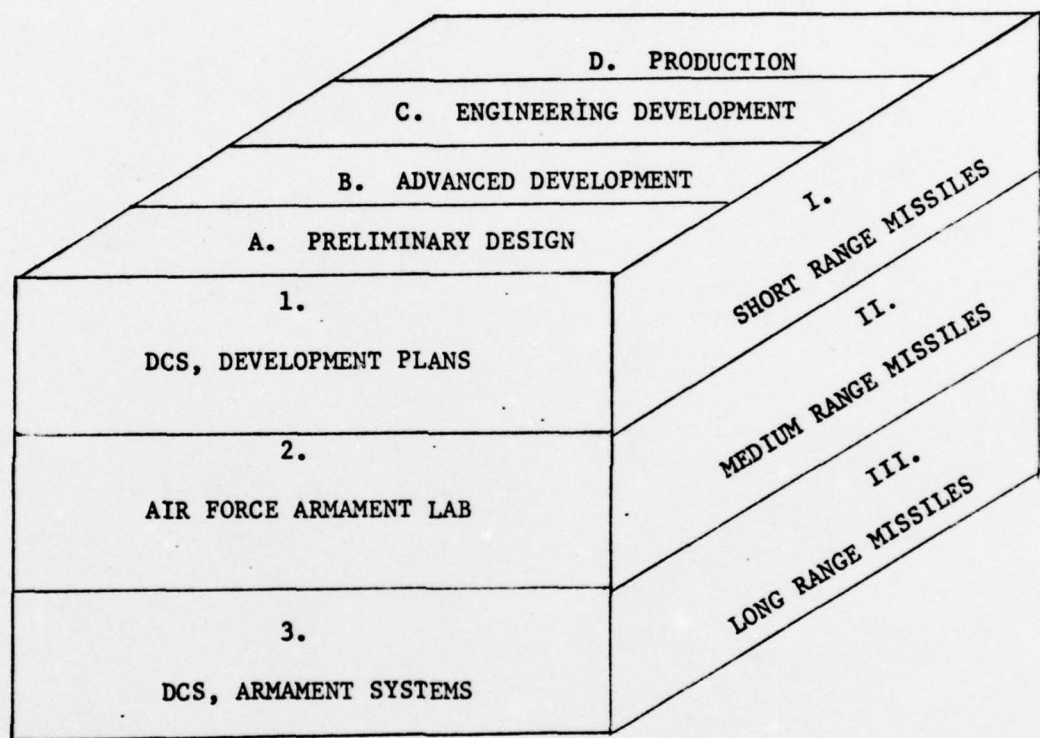 D. PRODUCTION
C. ENGINEERING DEVELOPMENT
B. ADVANCED DEVELOPMENT
A. PRELIMINARY DESIGN
1.
DCS, DEVELOPMENT PLANS
2.
AIR FORCE ARMAMENT LAB
3.
DCS, ARMAMENT SYSTEMS
I.
SHORT RANGE MISSILES
II.
MEDIUM RANGE MISSILES
III.
LONG RANGE MISSILES